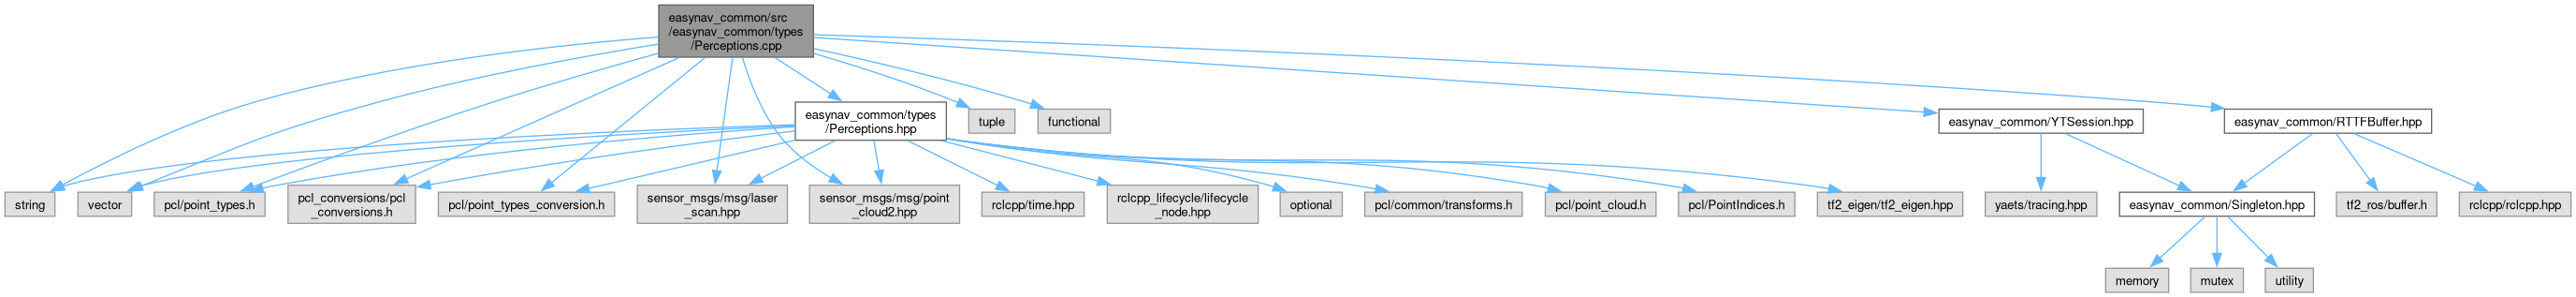 easynav_common/src
/easynav_common/types
/Perceptions.cpp
easynav_common/types
/Perceptions.hpp
tuple
functional
easynav_common/YTSession.hpp
easynav_common/RTTFBuffer.hpp
string
vector
pcl/point_types.h
pcl_conversions/pcl
_conversions.h
pcl/point_types_conversion.h
sensor_msgs/msg/laser
_scan.hpp
sensor_msgs/msg/point
_cloud2.hpp
rclcpp/time.hpp
rclcpp_lifecycle/lifecycle
_node.hpp
optional
pcl/common/transforms.h
pcl/point_cloud.h
pcl/PointIndices.h
tf2_eigen/tf2_eigen.hpp
yaets/tracing.hpp
easynav_common/Singleton.hpp
tf2_ros/buffer.h
rclcpp/rclcpp.hpp
memory
mutex
utility